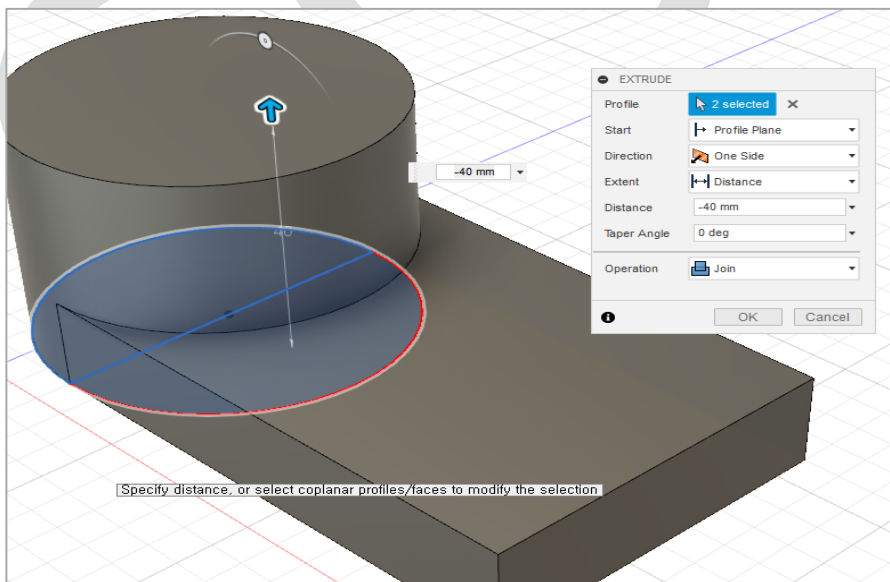 EXTRUDE
Profile 2 selected
Start Profile Plane
Direction One Side
Extent Distance
Distance -40 mm
Taper Angle 0 deg
Operation Join
OK Cancel
-40 mm
40
Specify distance, or select coplanar profiles/faces to modify the selection